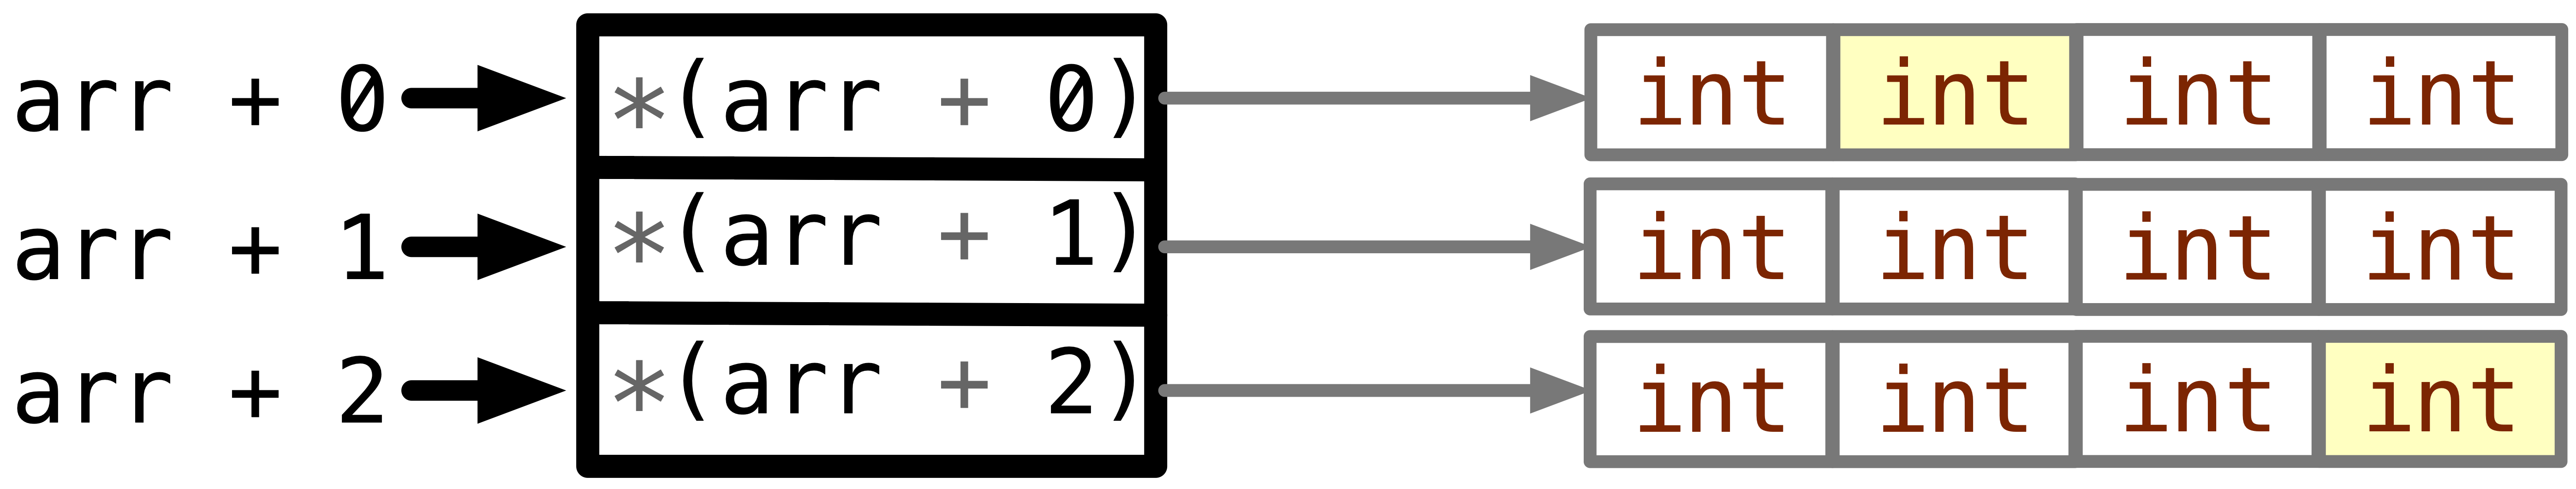 arr + 0 *(arr + 0) int int int int
arr + 1 *(arr + 1) int int int int
arr + 2 *(arr + 2) int int int int